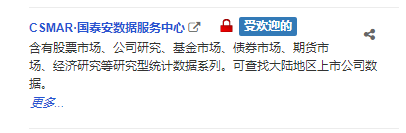 CSMAR·国泰安数据服务中心 受欢迎的
含有股票市场、公司研究、基金市场、债券市场、期货市
场、经济研究等研究型统计数据系列。可查找大陆地区上市公司数
据。
更多...